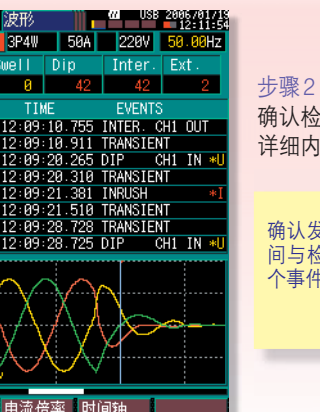 波形 USB 2006/01/18
12:11:54
3P4W 50A 220V 50.00Hz
Swell Dip Inter. Ext.
0 42 42 2
TIME EVENTS
12:09:10.755 INTER. CH1 OUT
12:09:10.911 TRANSIENT
12:09:20.265 DIP CH1 IN *U
12:09:20.310 TRANSIENT
12:09:21.381 INRUSH *I
12:09:21.510 TRANSIENT
12:09:28.728 TRANSIENT
12:09:28.725 DIP CH1 IN *U
电流倍率 时间轴
步骤2
确认检
详细内
确认发
间与检
个事件